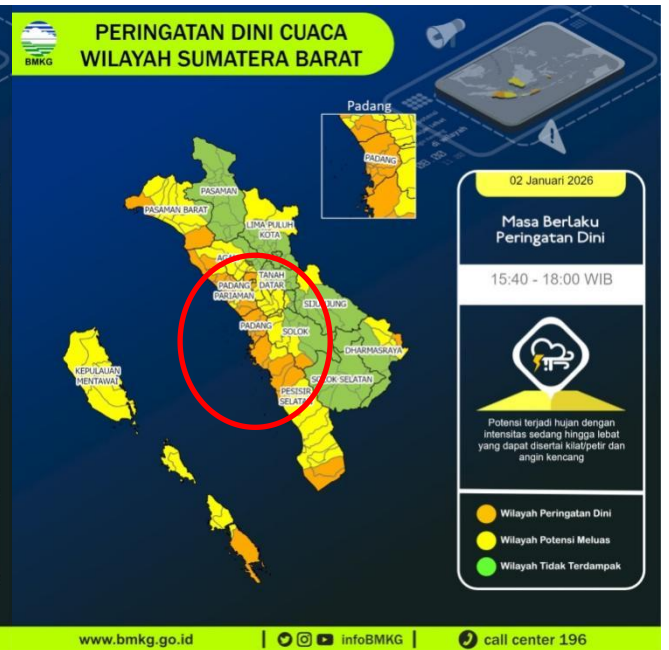 BMKG
PERINGATAN DINI CUACA
WILAYAH SUMATERA BARAT
Padang
PADANG
PASAMAN
PASAMAN BARAT
LIMA PULUH
KOTA
AGAM
TANAH
DATAR
PADANG
PARIAMAN
SIJUNJUNG
PADANG
SOLOK
DHARMASRAYA
KEPULAUAN
MENTAWAI
SOLOK SELATAN
PESISIR
SELATAN
02 Januari 2026
Masa Berlaku
Peringatan Dini
15:40 - 18:00 WIB
Potensi terjadi hujan dengan
intensitas sedang hingga lebat
yang dapat disertai kilat/petir dan
angin kencang
Wilayah Peringatan Dini
Wilayah Potensi Meluas
Wilayah Tidak Terdampak
www.bmkg.go.id
infoBMKG
call center 196